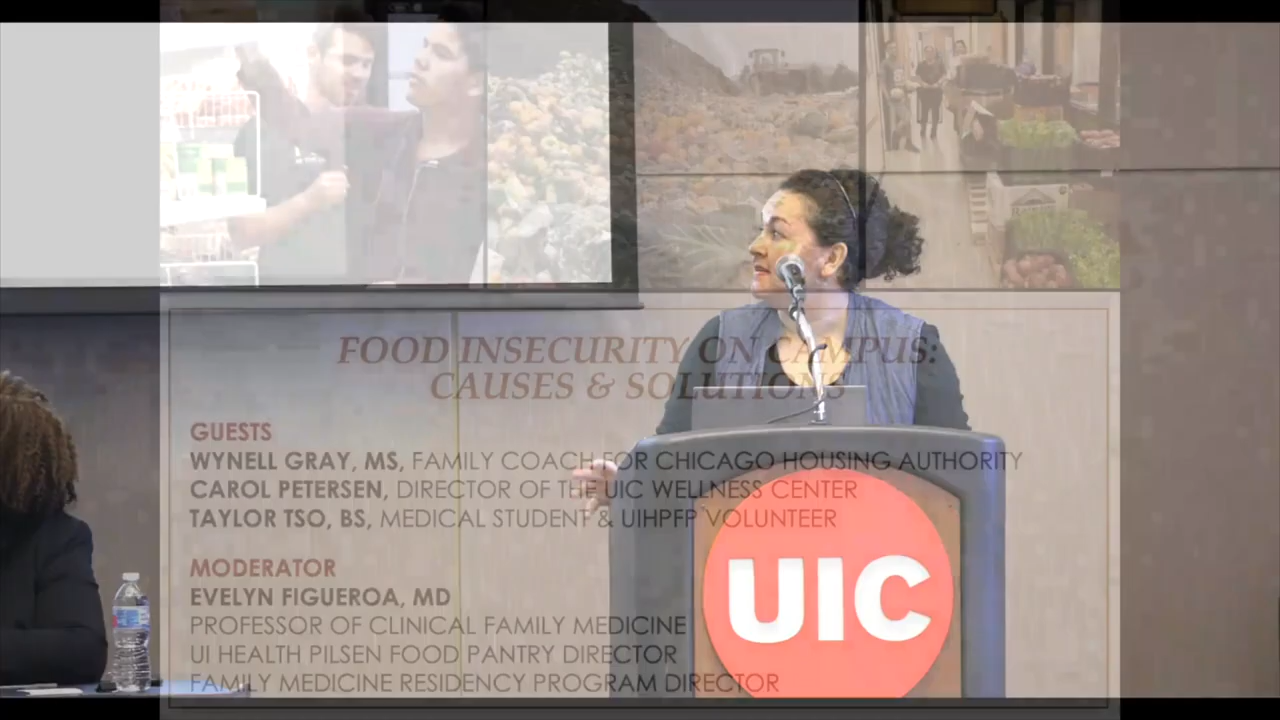 FOOD INSECURITY ON CAMPUS:
CAUSES & SOLUTIONS
GUESTS
WYNELL GRAY, MS, FAMILY COACH FOR CHICAGO HOUSING AUTHORITY
CAROL PETERSEN, DIRECTOR OF THE UIC WELLNESS CENTER
TAYLOR TSO, BS, MEDICAL STUDENT & UIHPFP VOLUNTEER
MODERATOR
EVELYN FIGUEROA, MD
PROFESSOR OF CLINICAL FAMILY MEDICINE
UI HEALTH PILSEN FOOD PANTRY DIRECTOR
FAMILY MEDICINE RESIDENCY PROGRAM DIRECTOR
UIC